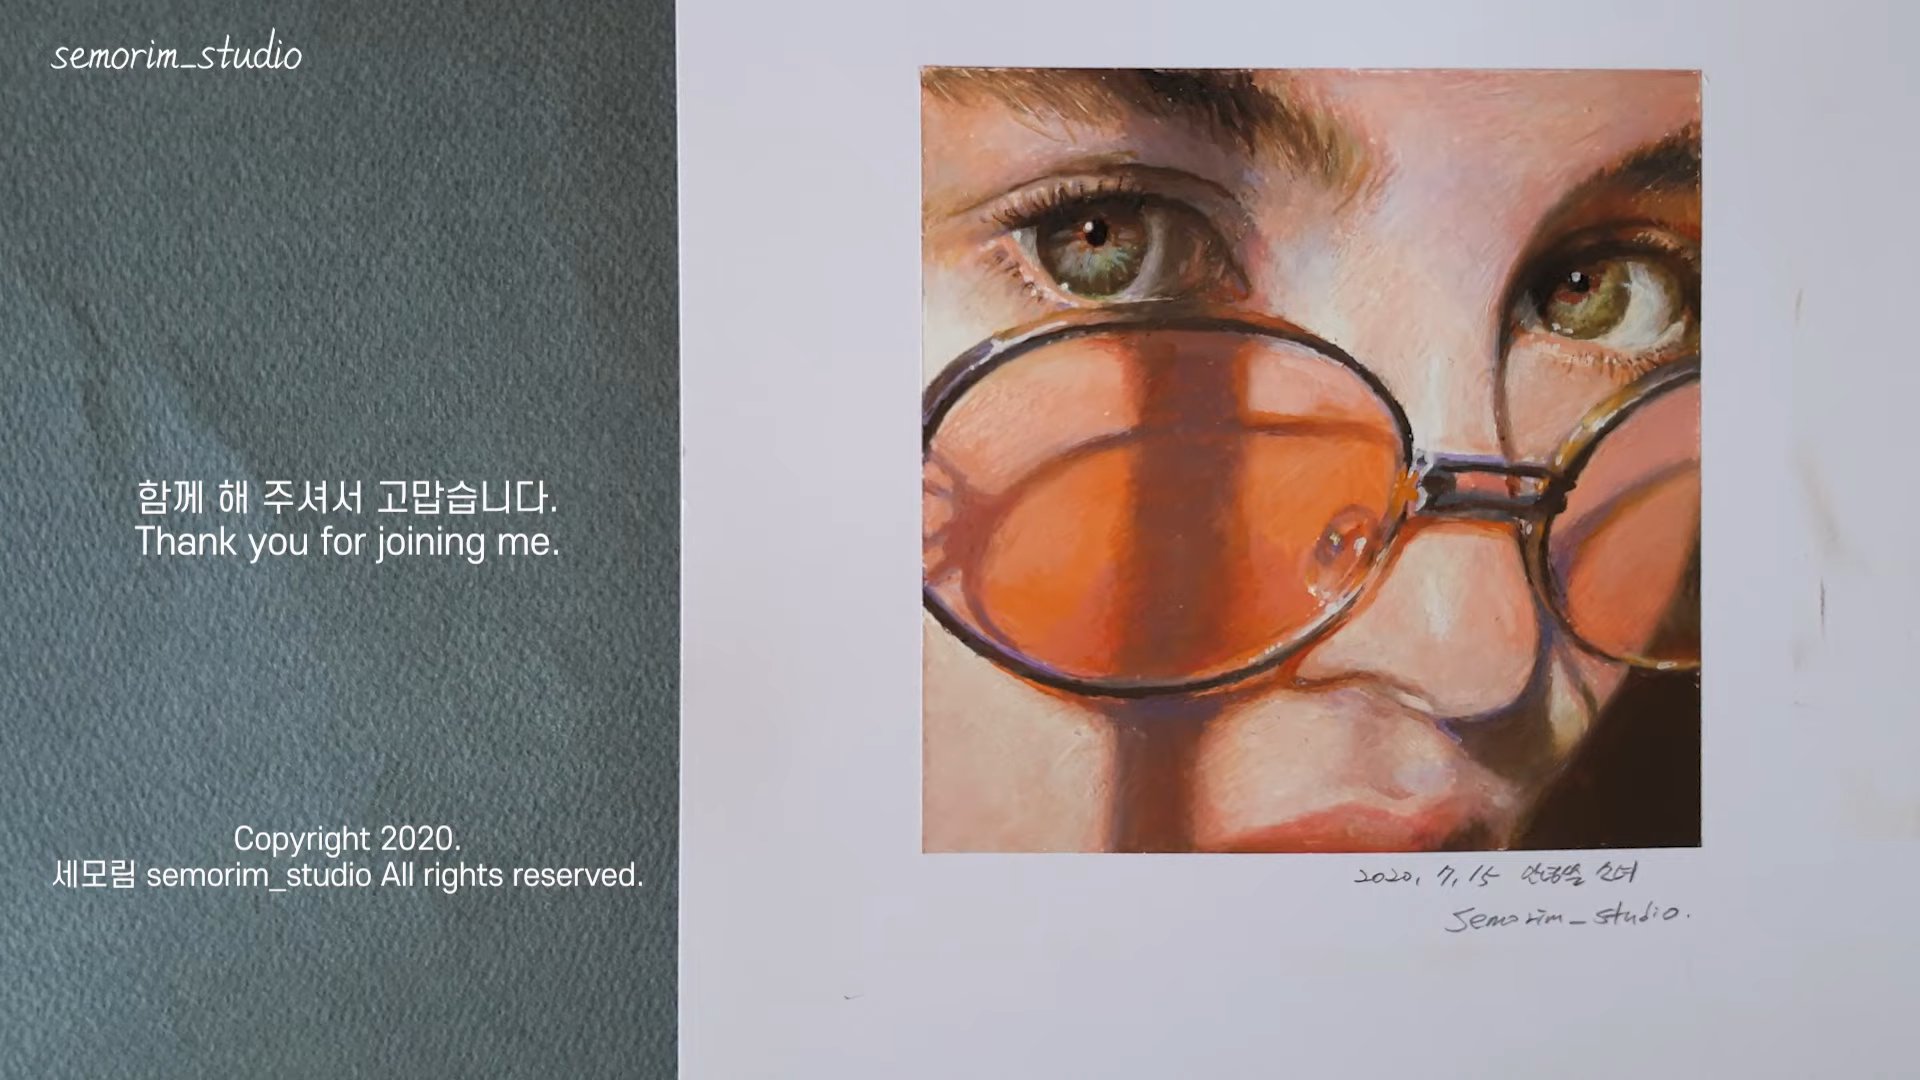 semorim_studio
함께 해 주셔서 고맙습니다.
Thank you for joining me.
Copyright 2020.
세모림 semorim_studio All rights reserved.
2020. 7. 15 안경쓴 소녀
Semorim_studio.